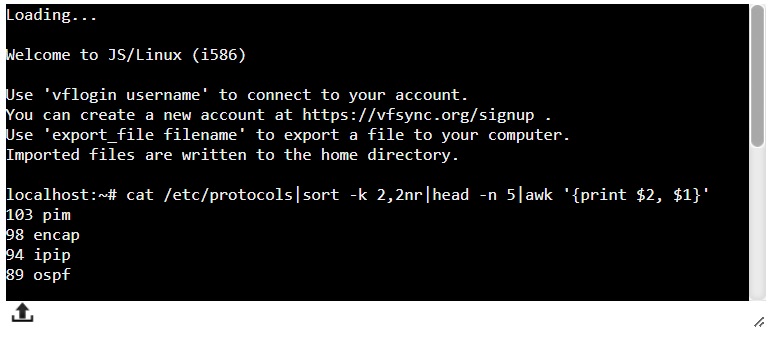 Loading...
Welcome to JS/Linux (i586)
Use 'vflogin username' to connect to your account.
You can create a new account at https://vfsync.org/signup .
Use 'export_file filename' to export a file to your computer.
Imported files are written to the home directory.
localhost:~# cat /etc/protocols|sort -k 2,2nr|head -n 5|awk '{print $2, $1}'
103 pim
98 encap
94 ipip
89 ospf